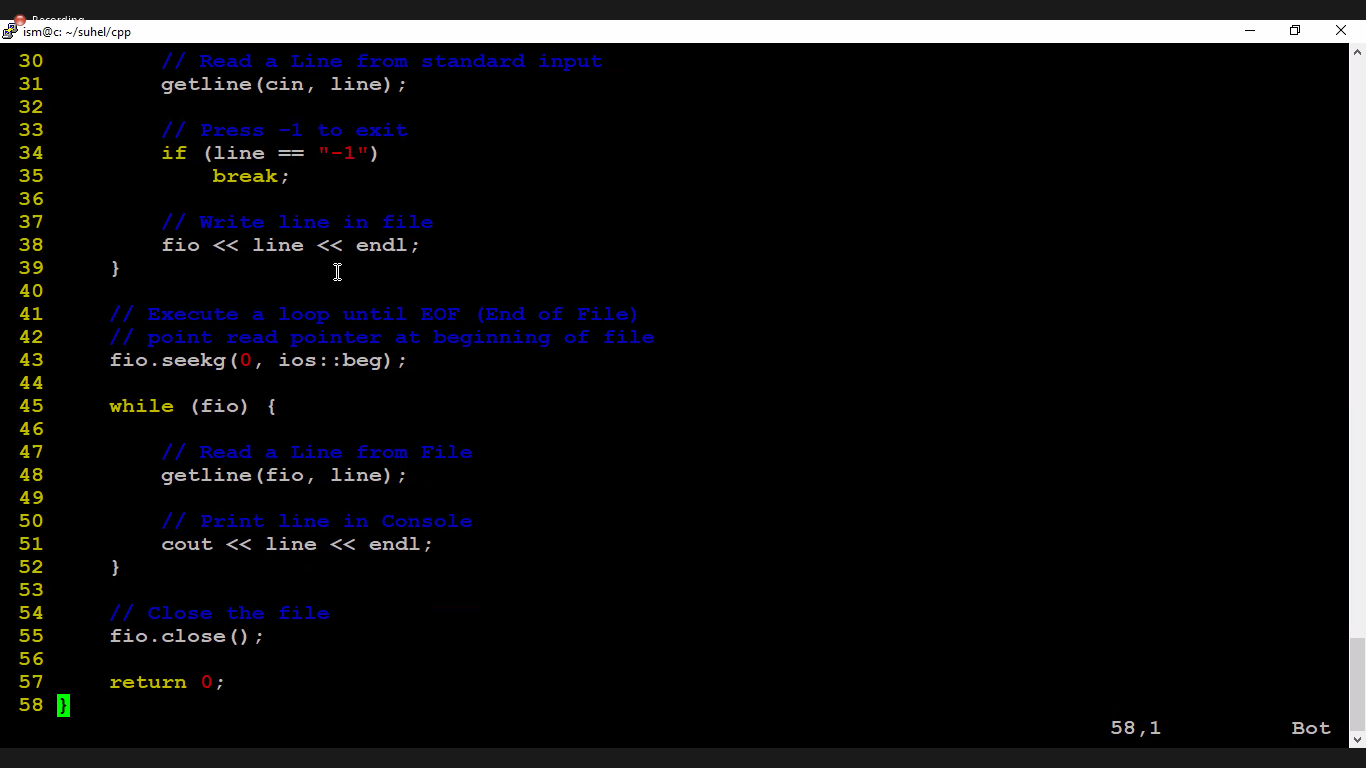 Recording
ism@c: ~/suhel/cpp
30         // Read a Line from standard input
31         getline(cin, line);
32
33         // Press -1 to exit
34         if (line == "-1")
35             break;
36
37         // Write line in file
38         fio << line << endl;
39     }
40
41     // Execute a loop until EOF (End of File)
42     // point read pointer at beginning of file
43     fio.seekg(0, ios::beg);
44
45     while (fio) {
46
47         // Read a Line from File
48         getline(fio, line);
49
50         // Print line in Console
51         cout << line << endl;
52     }
53
54     // Close the file
55     fio.close();
56
57     return 0;
58 }
58,1 Bot